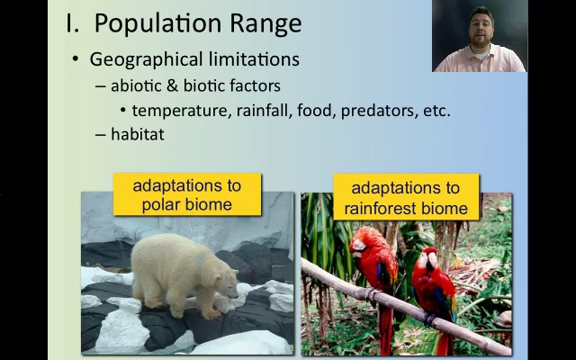 I. Population Range
• Geographical limitations
– abiotic & biotic factors
• temperature, rainfall, food, predators, etc.
– habitat
adaptations to
polar biome
adaptations to
rainforest biome